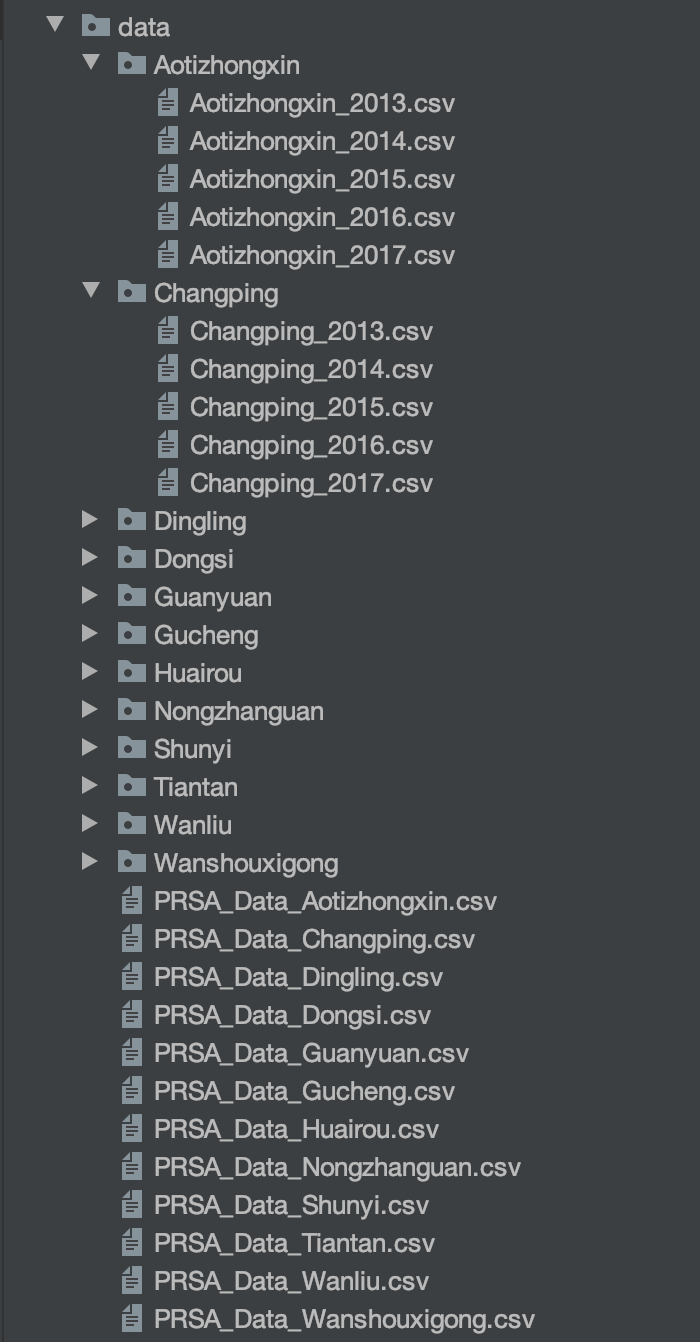 data
Aotizhongxin
Aotizhongxin_2013.csv
Aotizhongxin_2014.csv
Aotizhongxin_2015.csv
Aotizhongxin_2016.csv
Aotizhongxin_2017.csv
Changping
Changping_2013.csv
Changping_2014.csv
Changping_2015.csv
Changping_2016.csv
Changping_2017.csv
Dingling
Dongsi
Guanyuan
Gucheng
Huairou
Nongzhanguan
Shunyi
Tiantan
Wanliu
Wanshouxigong
PRSA_Data_Aotizhongxin.csv
PRSA_Data_Changping.csv
PRSA_Data_Dingling.csv
PRSA_Data_Dongsi.csv
PRSA_Data_Guanyuan.csv
PRSA_Data_Gucheng.csv
PRSA_Data_Huairou.csv
PRSA_Data_Nongzhanguan.csv
PRSA_Data_Shunyi.csv
PRSA_Data_Tiantan.csv
PRSA_Data_Wanliu.csv
PRSA_Data_Wanshouxigong.csv